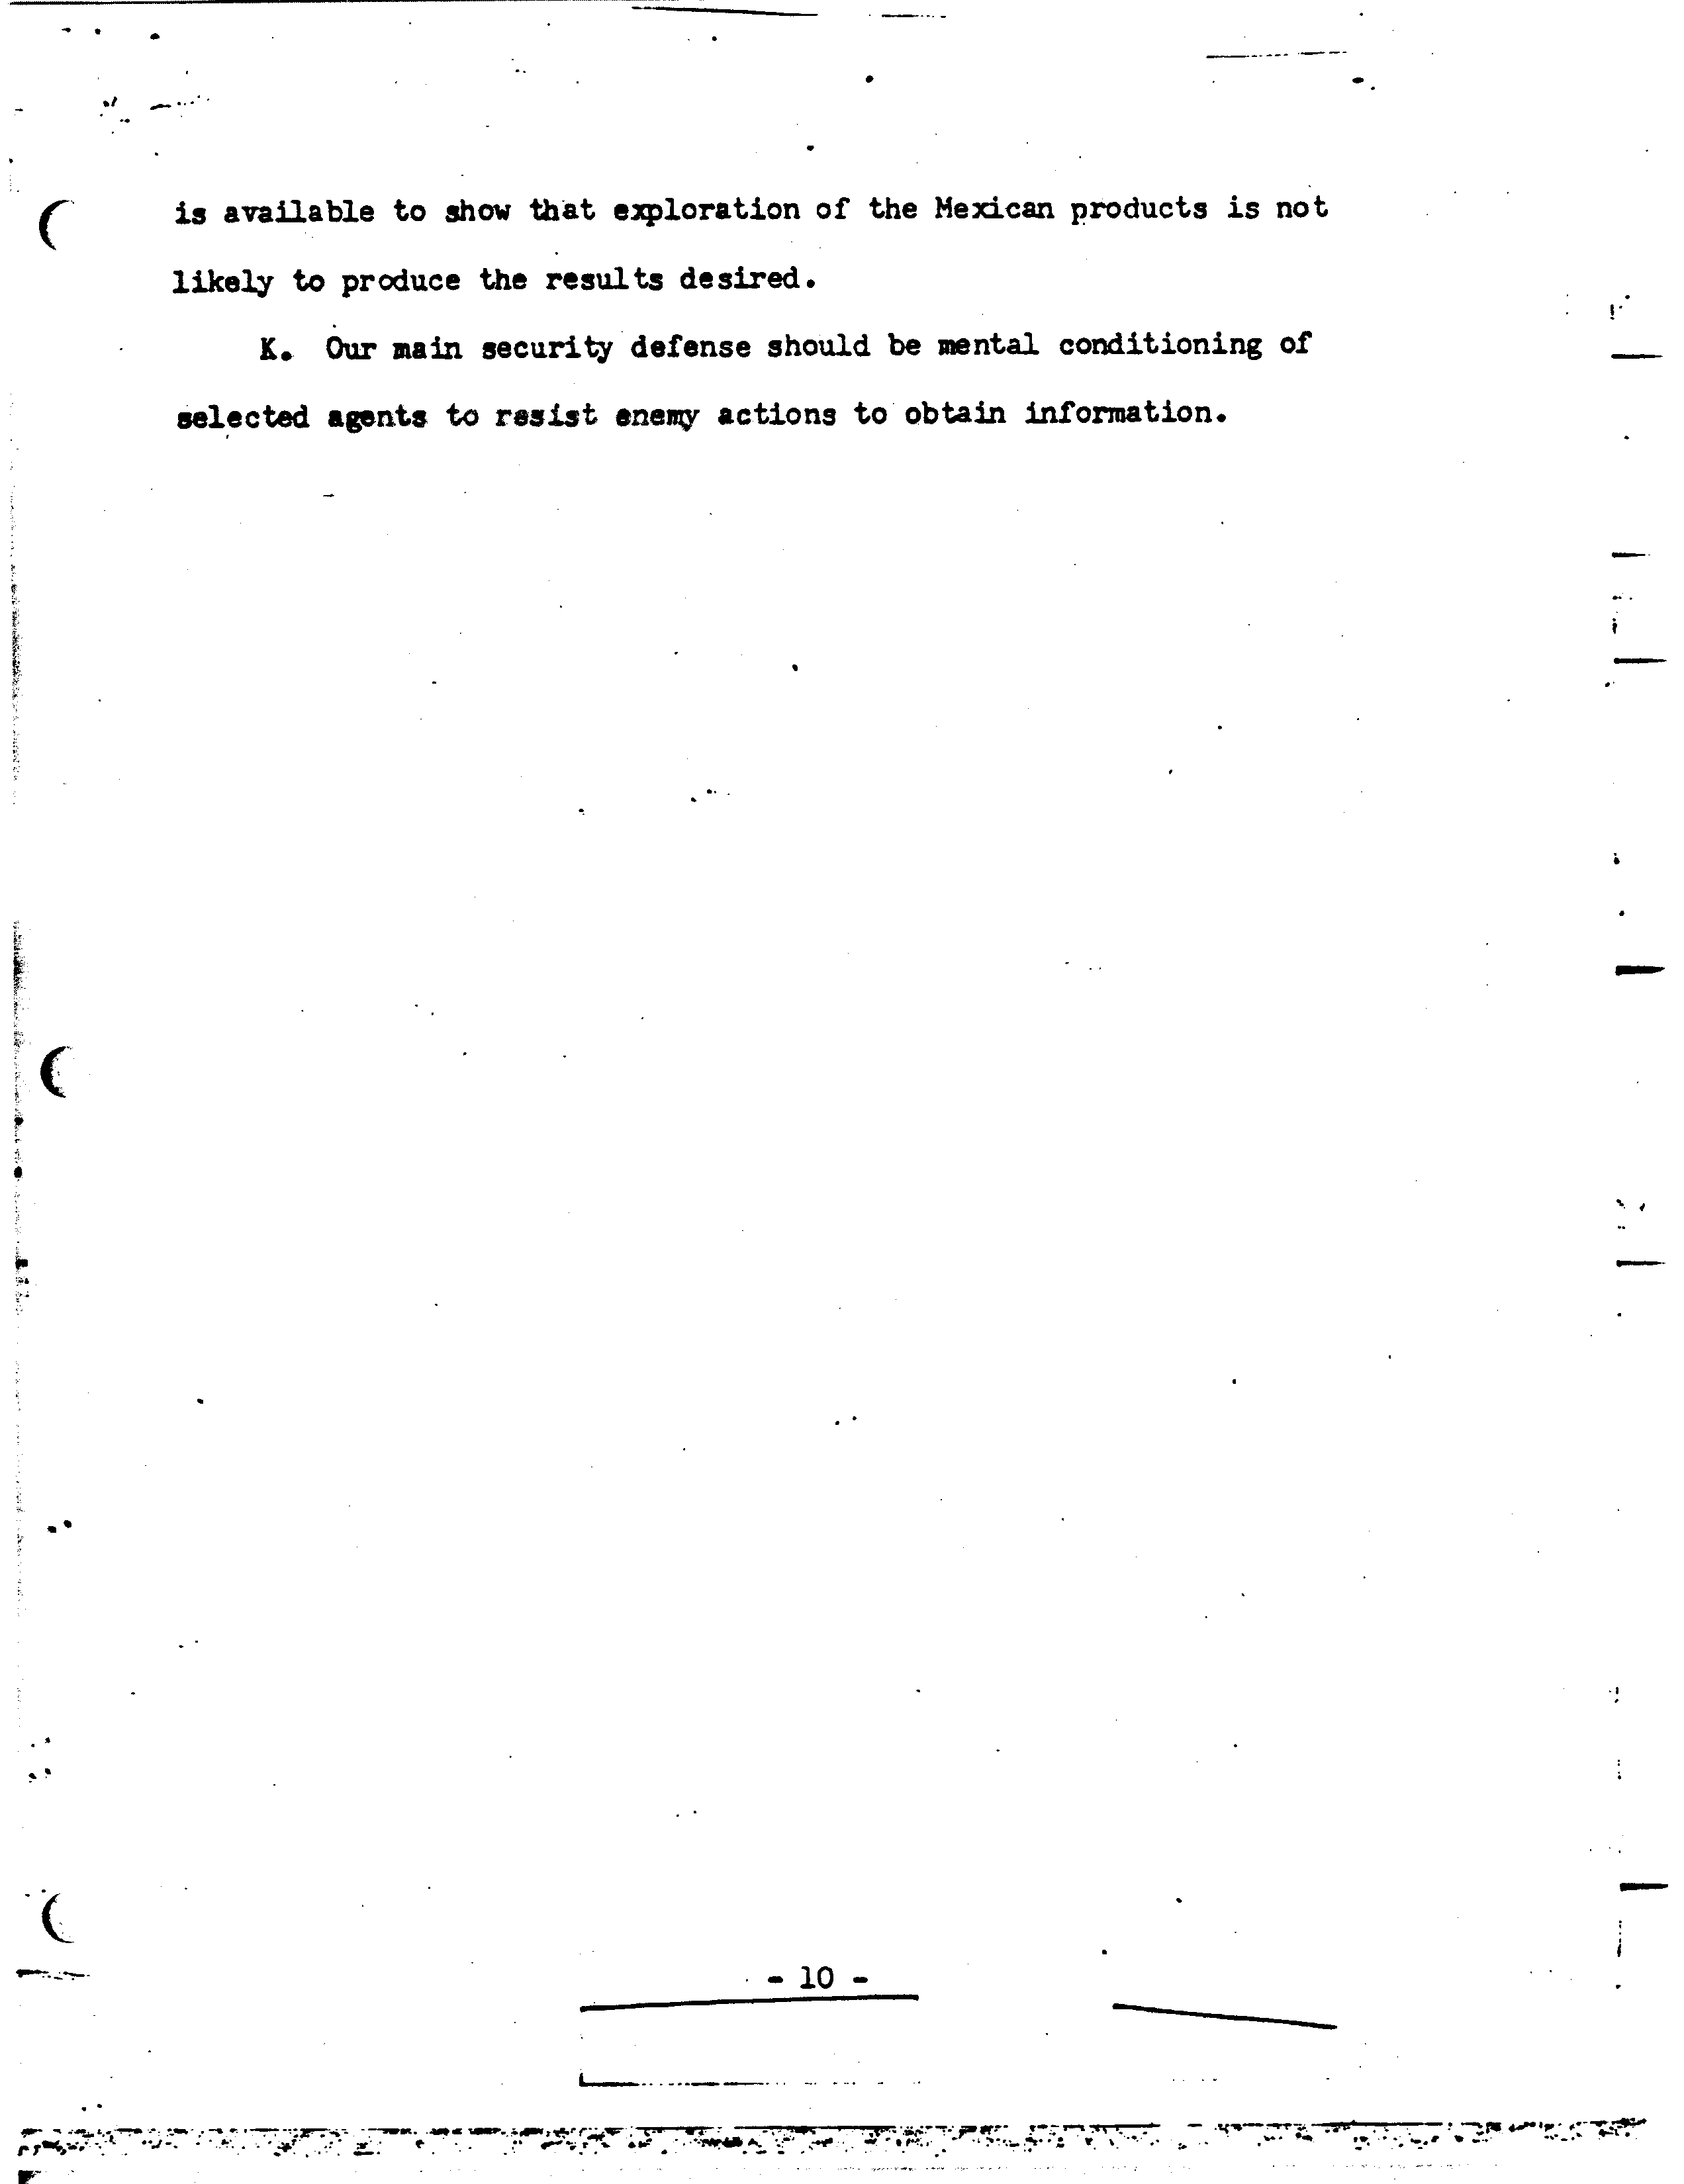 is available to show that exploration of the Mexican products is not
likely to produce the results desired.
K. Our main security defense should be mental conditioning of
selected agents to resist enemy actions to obtain information.
- 10 -